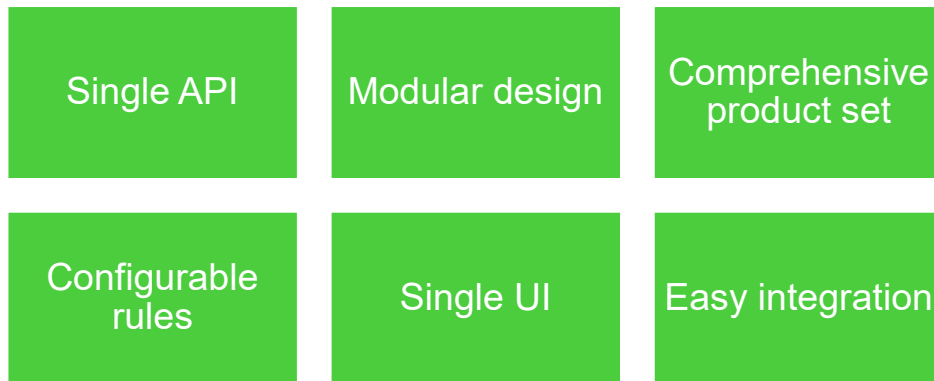 Single API
Modular design
Comprehensive
product set
Configurable
rules
Single UI
Easy integration